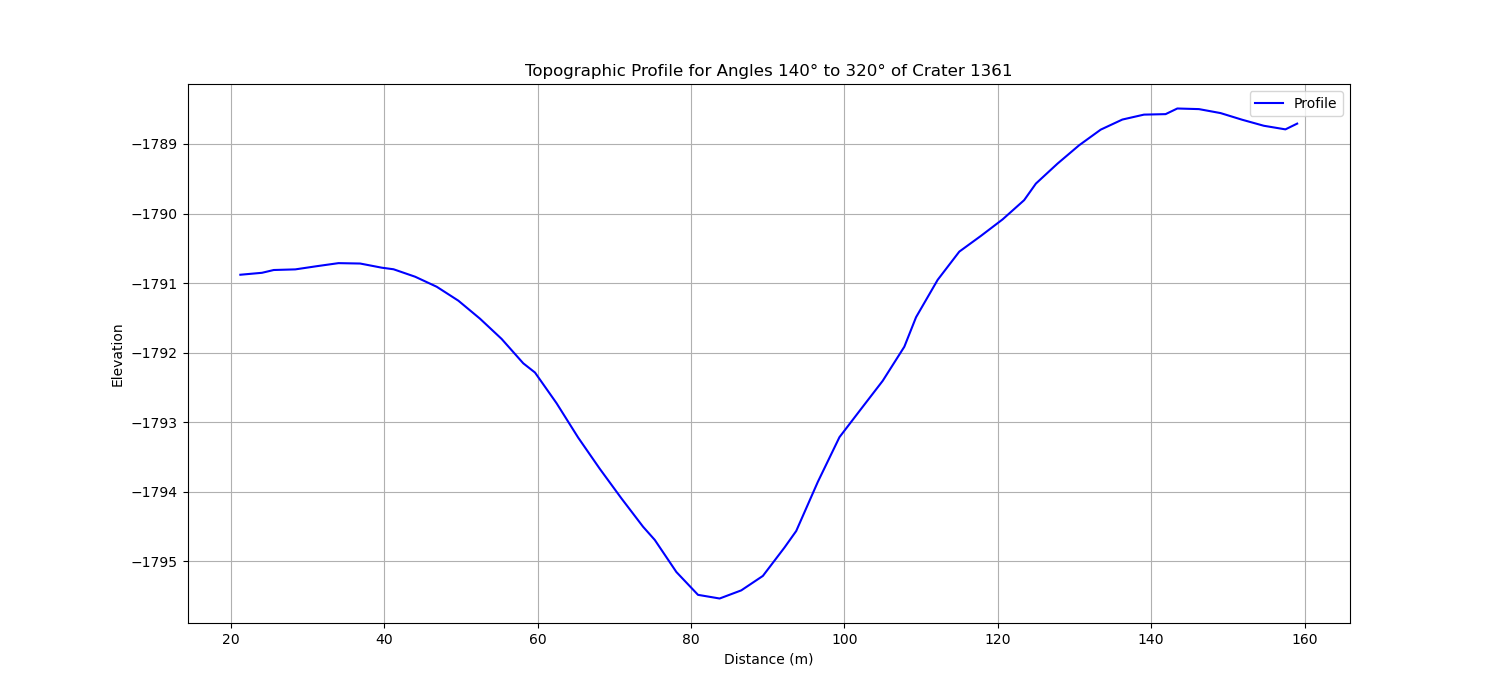 Topographic Profile for Angles 140° to 320° of Crater 1361
Profile
−1789
−1790
−1791
−1792
−1793
−1794
−1795
Elevation
20 40 60 80 100 120 140 160
Distance (m)